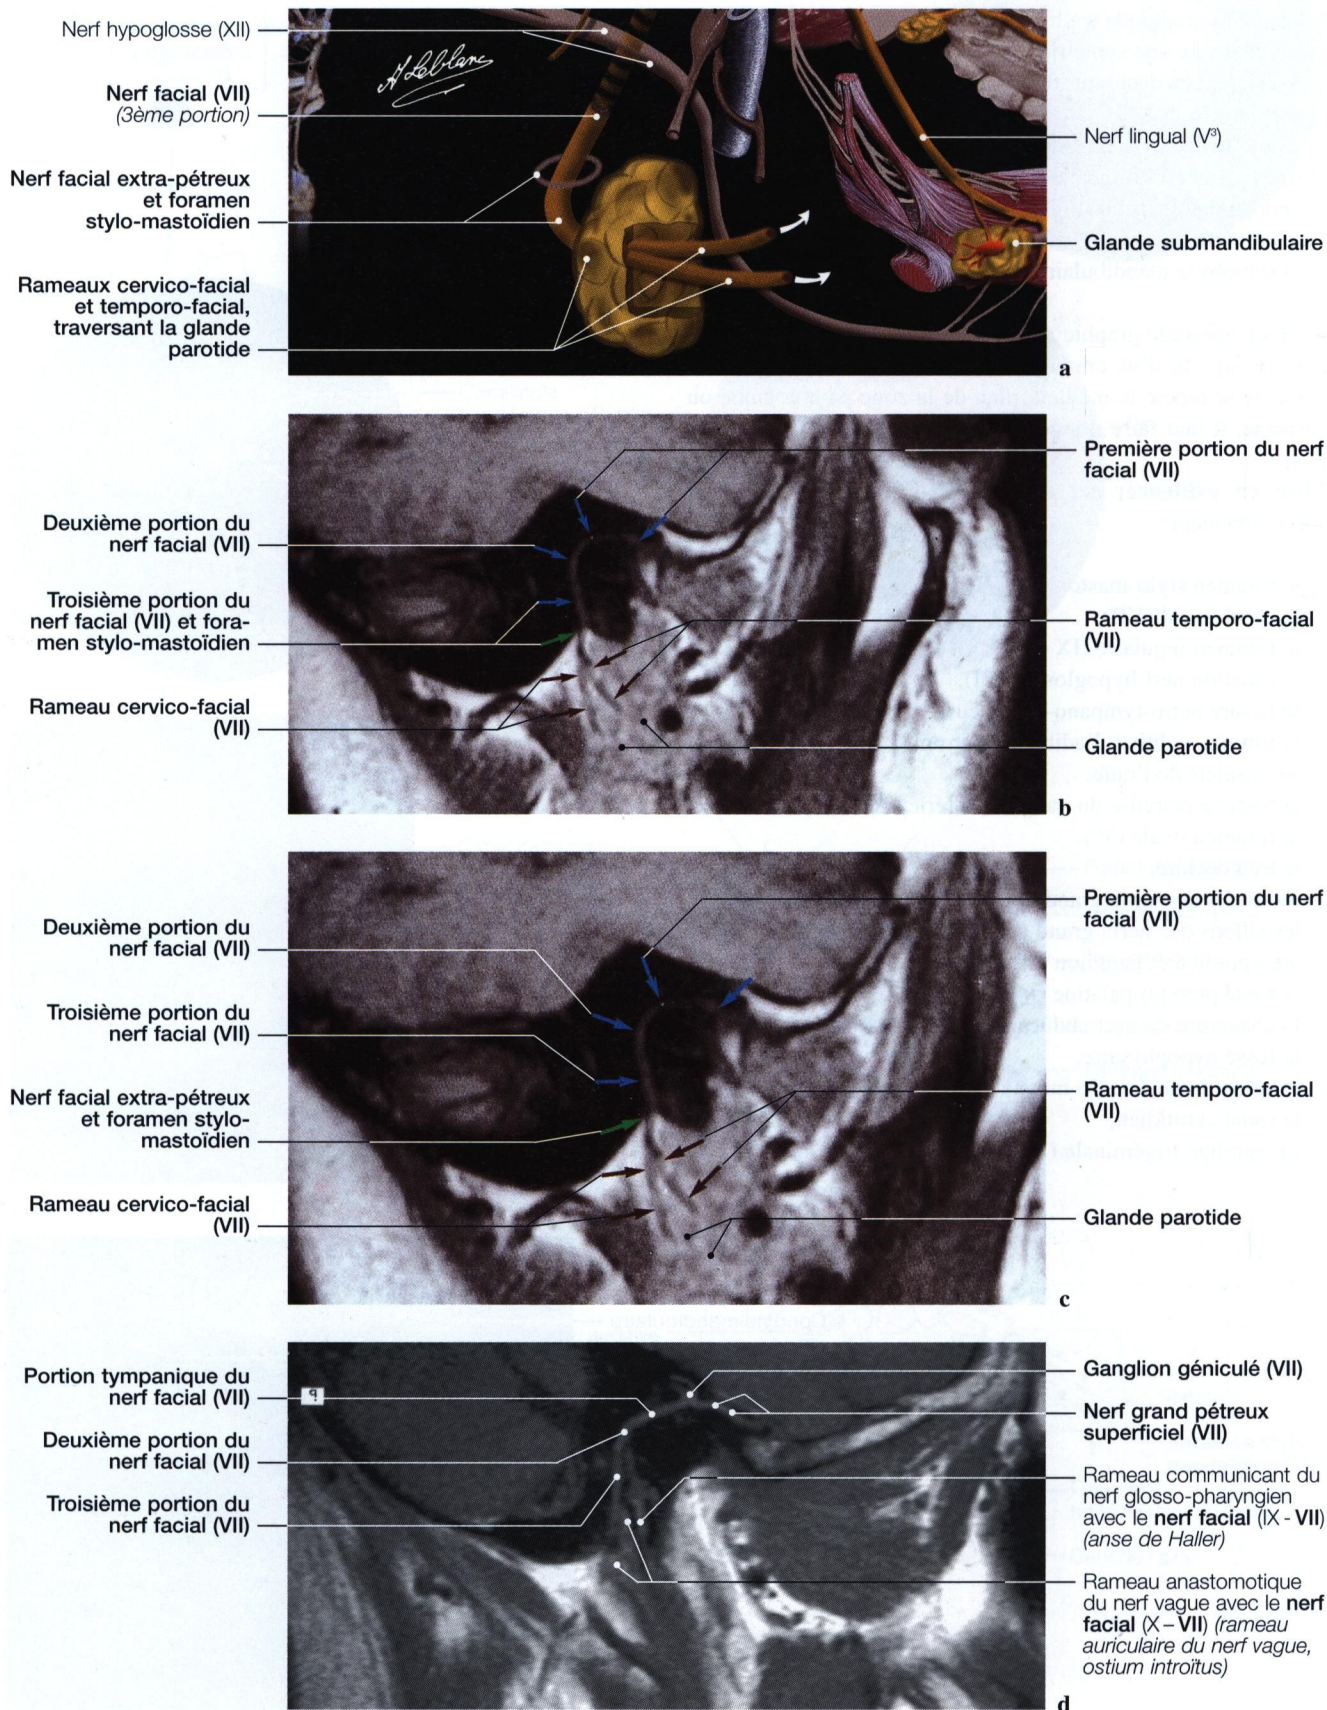 Nerf hypoglosse (XII)
A Leblanc
Nerf facial (VII)
(3ème portion)
Nerf facial extra-pétreux
et foramen
stylo-mastoïdien
Rameaux cervico-facial
et temporo-facial,
traversant la glande
parotide
Nerf lingual (V³)
Glande submandibulaire
a
Première portion du nerf
facial (VII)
Deuxième portion du
nerf facial (VII)
Troisième portion du
nerf facial (VII) et fora-
men stylo-mastoïdien
Rameau cervico-facial
(VII)
Rameau temporo-facial
(VII)
Glande parotide
b
Première portion du nerf
facial (VII)
Deuxième portion du
nerf facial (VII)
Troisième portion du
nerf facial (VII)
Nerf facial extra-pétreux
et foramen stylo-
mastoïdien
Rameau cervico-facial
(VII)
Rameau temporo-facial
(VII)
Glande parotide
c
Portion tympanique du
nerf facial (VII)
Deuxième portion du
nerf facial (VII)
Troisième portion du
nerf facial (VII)
9
Ganglion géniculé (VII)
Nerf grand pétreux
superficiel (VII)
Rameau communicant du
nerf glosso-pharyngien
avec le nerf facial (IX - VII)
(anse de Haller)
Rameau anastomotique
du nerf vague avec le nerf
facial (X – VII) (rameau
auriculaire du nerf vague,
ostium introïtus)
d